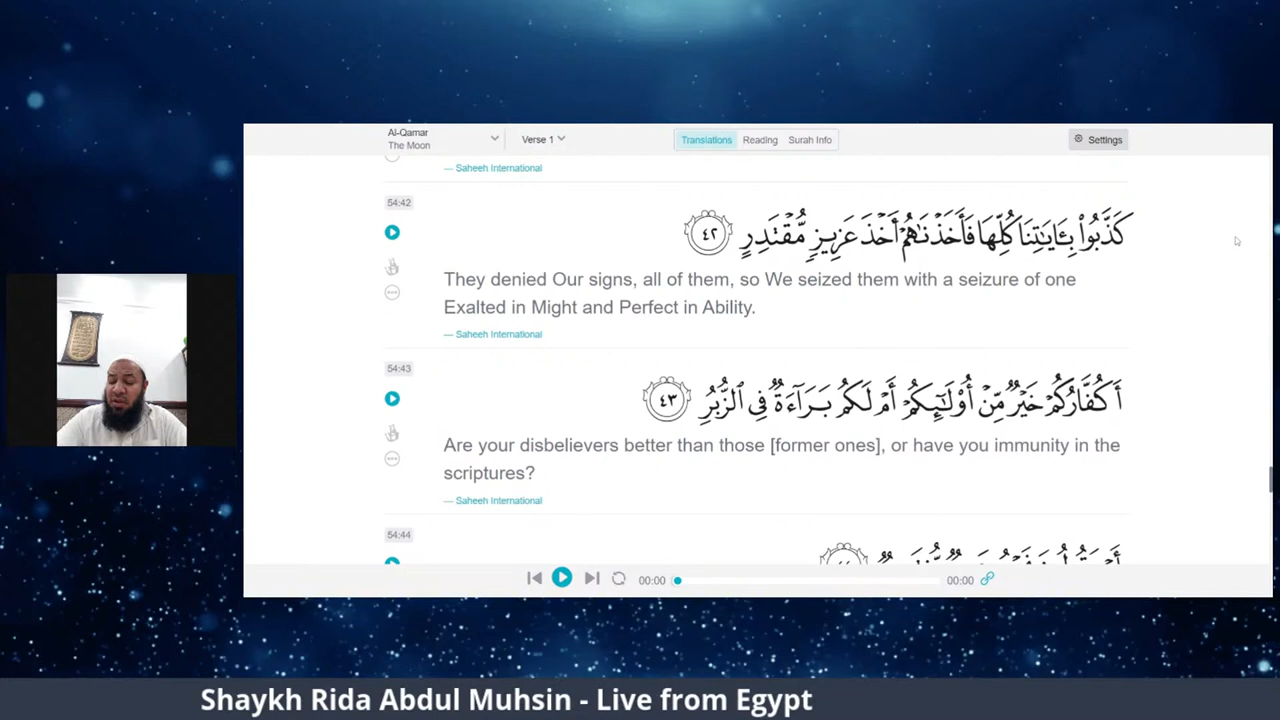 Al-Qamar
The Moon
Verse 1
Translations Reading Surah Info
Settings
— Saheeh International
54:42
كَذَّبُوا۟ بِـَٔايَـٰتِنَا كُلِّهَا فَأَخَذْنَـٰهُمْ أَخْذَ عَزِيزٍ مُّقْتَدِرٍ ٤٢
They denied Our signs, all of them, so We seized them with a seizure of one
Exalted in Might and Perfect in Ability.
— Saheeh International
54:43
أَكُفَّارُكُمْ خَيْرٌ مِّنْ أُو۟لَـٰٓئِكُمْ أَمْ لَكُم بَرَآءَةٌ فِى ٱلزُّبُرِ ٤٣
Are your disbelievers better than those [former ones], or have you immunity in the
scriptures?
— Saheeh International
54:44
00:00 00:00
Shaykh Rida Abdul Muhsin - Live from Egypt